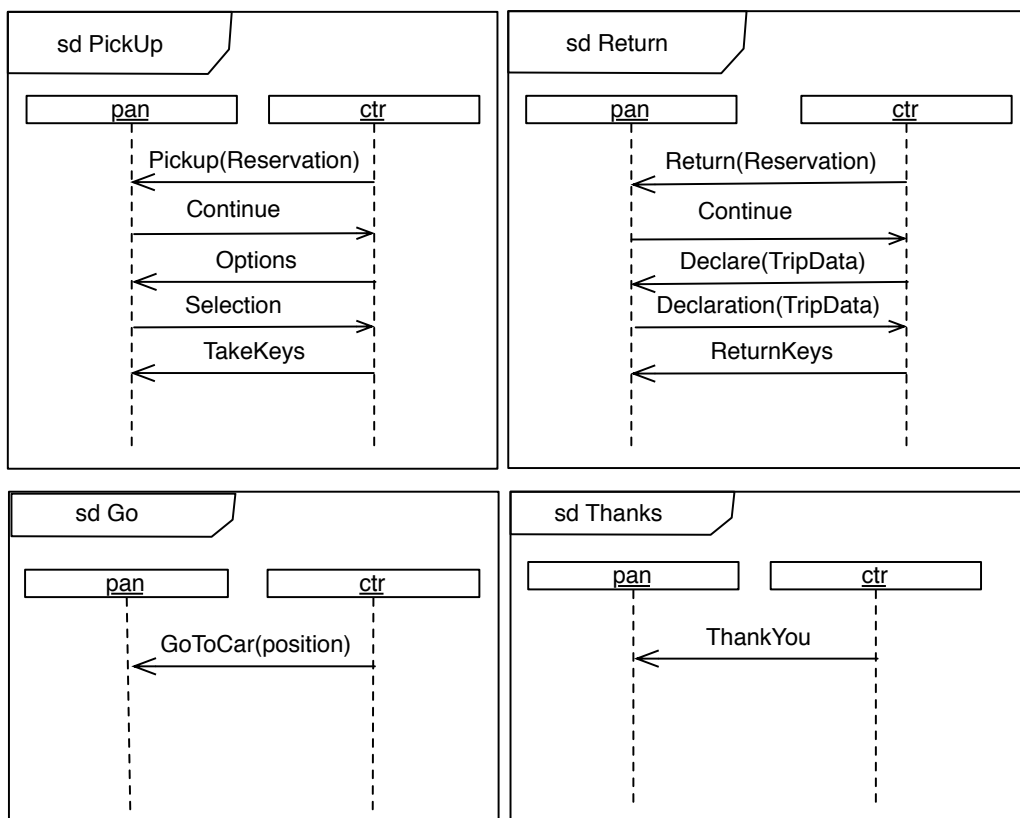 sd PickUp
pan
ctr
Pickup(Reservation)
Continue
Options
Selection
TakeKeys
sd Return
pan
ctr
Return(Reservation)
Continue
Declare(TripData)
Declaration(TripData)
ReturnKeys
sd Go
pan
ctr
GoToCar(position)
sd Thanks
pan
ctr
ThankYou